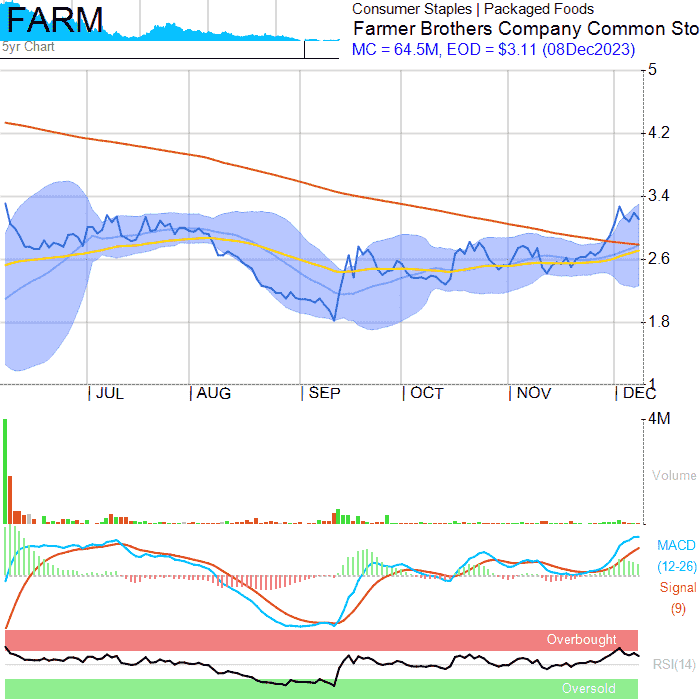 FARM
5yr Chart
Consumer Staples | Packaged Foods
Farmer Brothers Company Common Sto
MC = 64.5M, EOD = $3.11 (08Dec2023)
5
4.2
3.4
2.6
1.8
1
JUL AUG SEP OCT NOV DEC
4M
Volume
MACD
(12-26)
Signal
(9)
Overbought
RSI(14)
Oversold